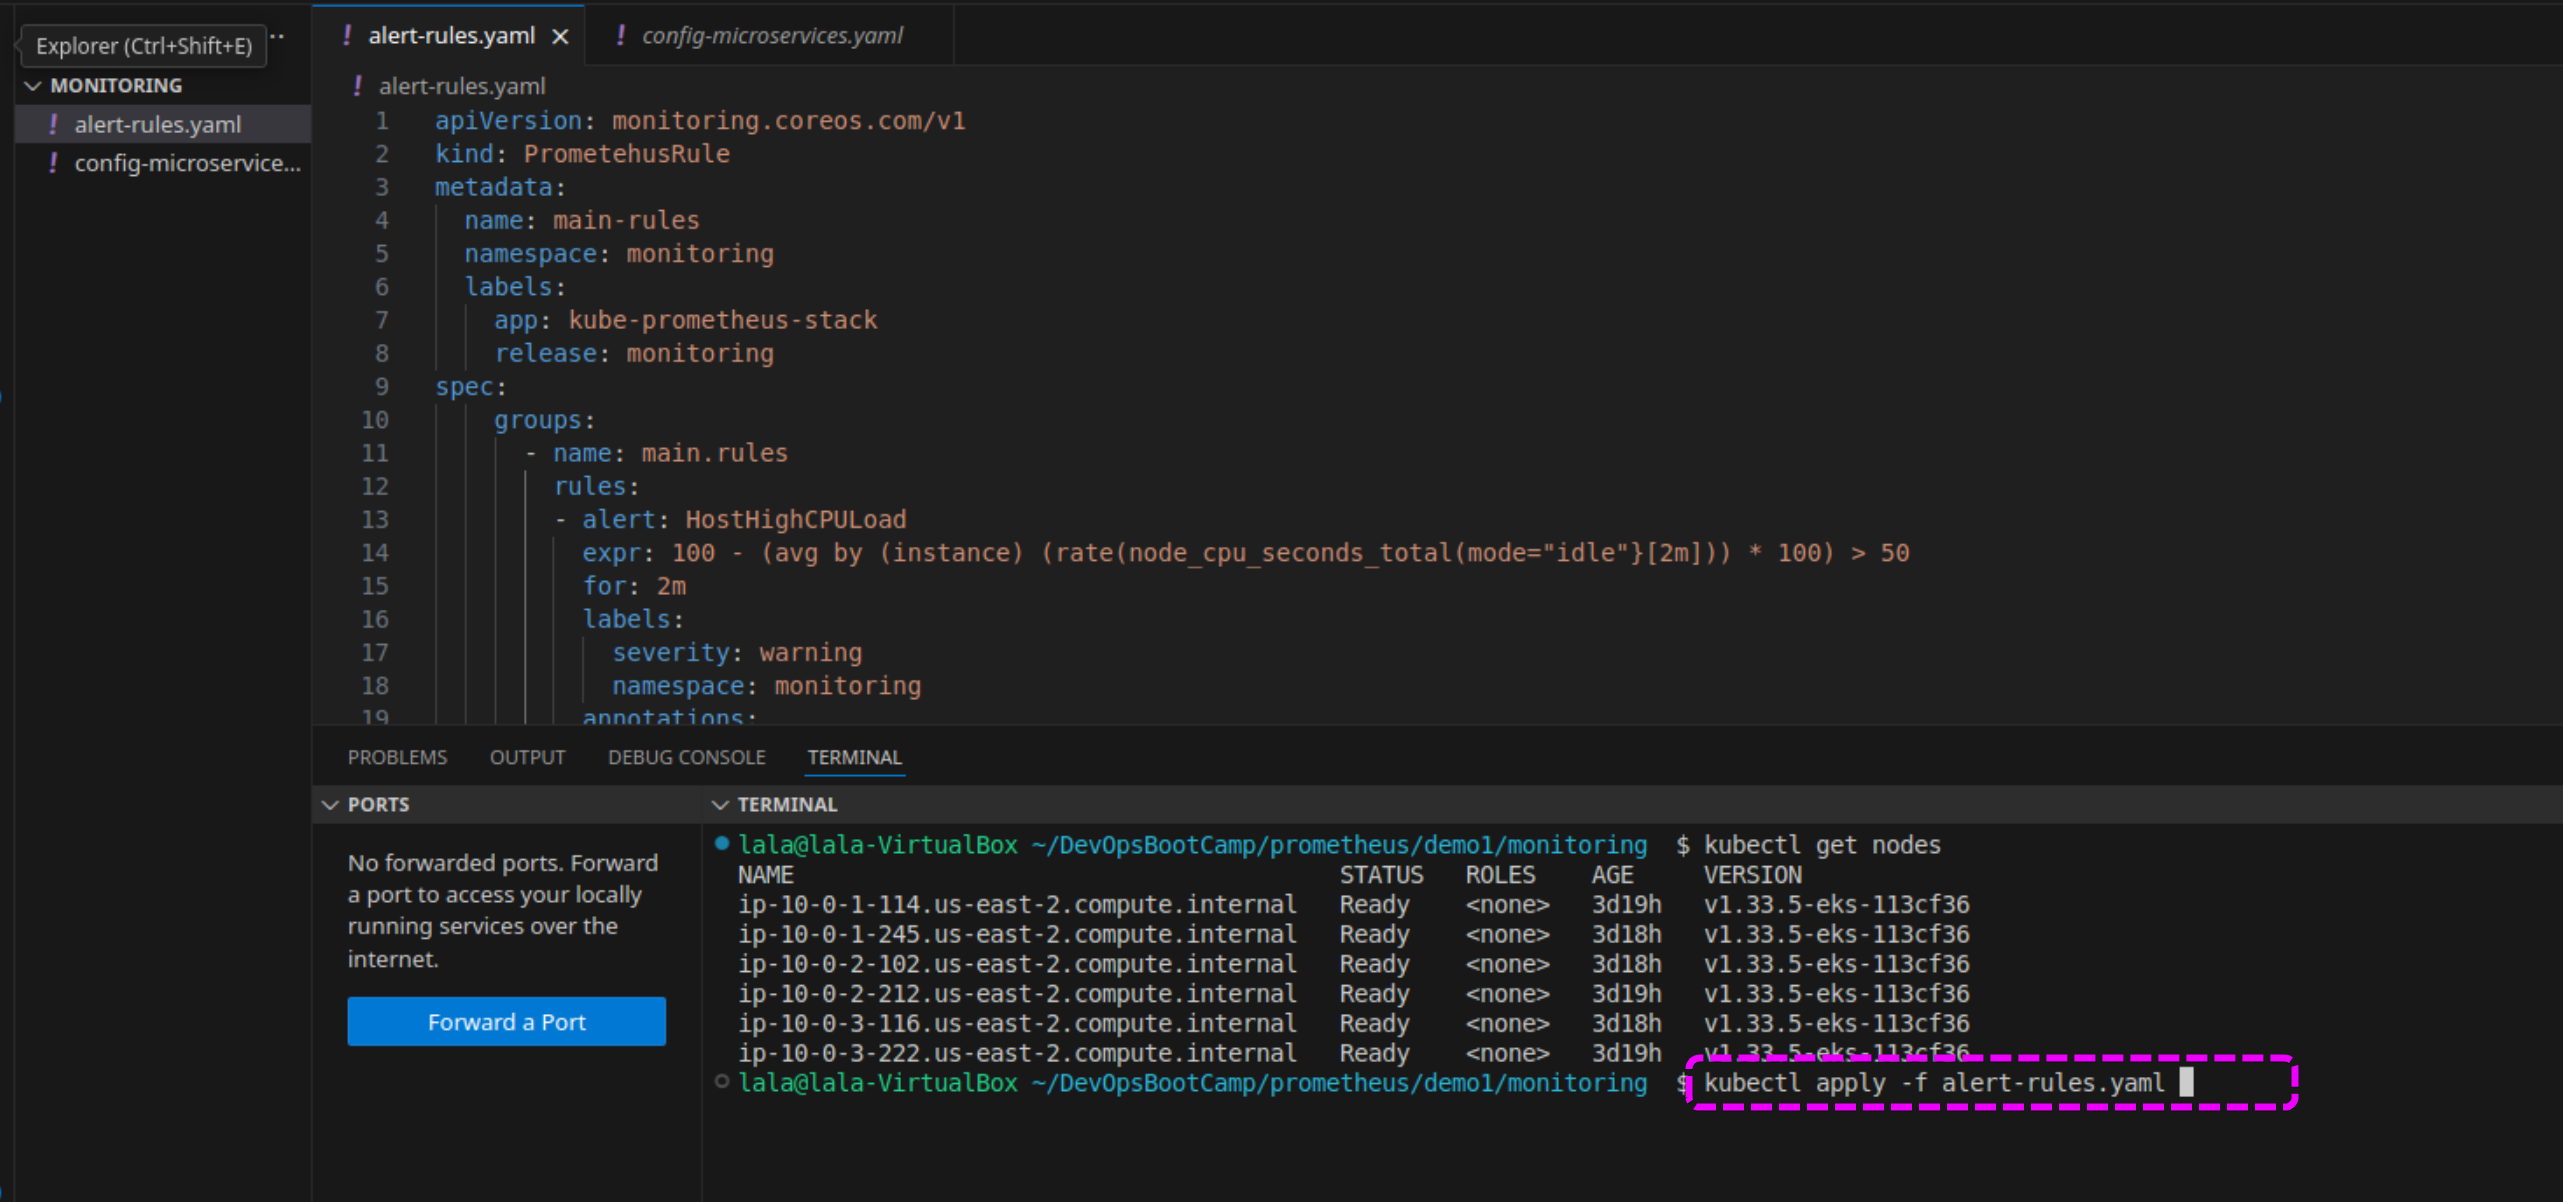 Explorer (Ctrl+Shift+E) ··
MONITORING
! alert-rules.yaml
! config-microservice...
! alert-rules.yaml ×
! config-microservices.yaml
! alert-rules.yaml
1 apiVersion: monitoring.coreos.com/v1
2 kind: PrometehusRule
3 metadata:
4   name: main-rules
5   namespace: monitoring
6   labels:
7     app: kube-prometheus-stack
8     release: monitoring
9 spec:
10     groups:
11       - name: main.rules
12         rules:
13         - alert: HostHighCPULoad
14           expr: 100 - (avg by (instance) (rate(node_cpu_seconds_total(mode="idle"}[2m])) * 100) > 50
15           for: 2m
16           labels:
17             severity: warning
18             namespace: monitoring
19           annotations:
PROBLEMS OUTPUT DEBUG CONSOLE TERMINAL
PORTS
No forwarded ports. Forward
a port to access your locally
running services over the
internet.
Forward a Port
TERMINAL
lala@lala-VirtualBox ~/DevOpsBootCamp/prometheus/demo1/monitoring $ kubectl get nodes
NAME STATUS ROLES AGE VERSION
ip-10-0-1-114.us-east-2.compute.internal Ready <none> 3d19h v1.33.5-eks-113cf36
ip-10-0-1-245.us-east-2.compute.internal Ready <none> 3d18h v1.33.5-eks-113cf36
ip-10-0-2-102.us-east-2.compute.internal Ready <none> 3d18h v1.33.5-eks-113cf36
ip-10-0-2-212.us-east-2.compute.internal Ready <none> 3d19h v1.33.5-eks-113cf36
ip-10-0-3-116.us-east-2.compute.internal Ready <none> 3d18h v1.33.5-eks-113cf36
ip-10-0-3-222.us-east-2.compute.internal Ready <none> 3d19h v1.33.5-eks-113cf36
lala@lala-VirtualBox ~/DevOpsBootCamp/prometheus/demo1/monitoring $ kubectl apply -f alert-rules.yaml